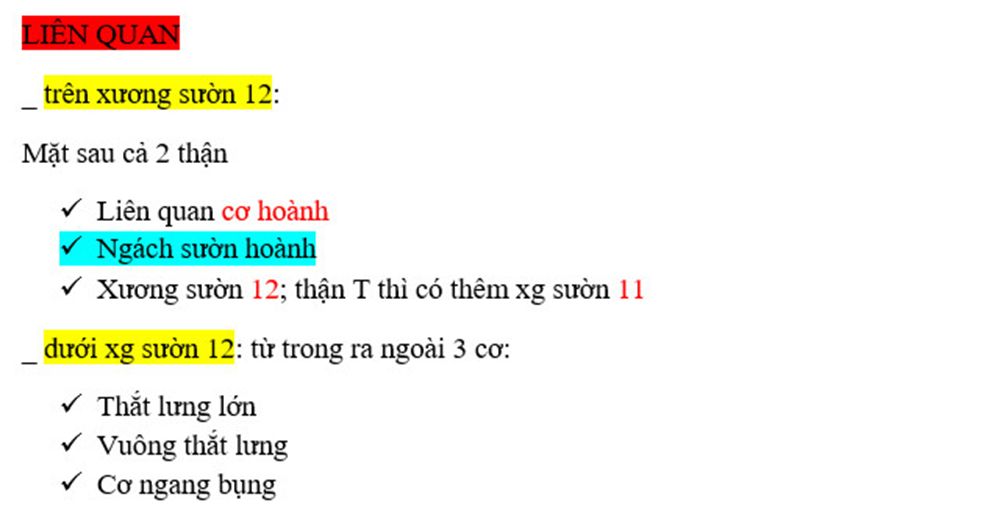 LIÊN QUAN
_ trên xương sườn 12:
Mặt sau cả 2 thận
✓ Liên quan cơ hoành
✓ Ngách sườn hoành
✓ Xương sườn 12; thận T thì có thêm xg sườn 11
_ dưới xg sườn 12: từ trong ra ngoài 3 cơ:
✓ Thắt lưng lớn
✓ Vuông thắt lưng
✓ Cơ ngang bụng